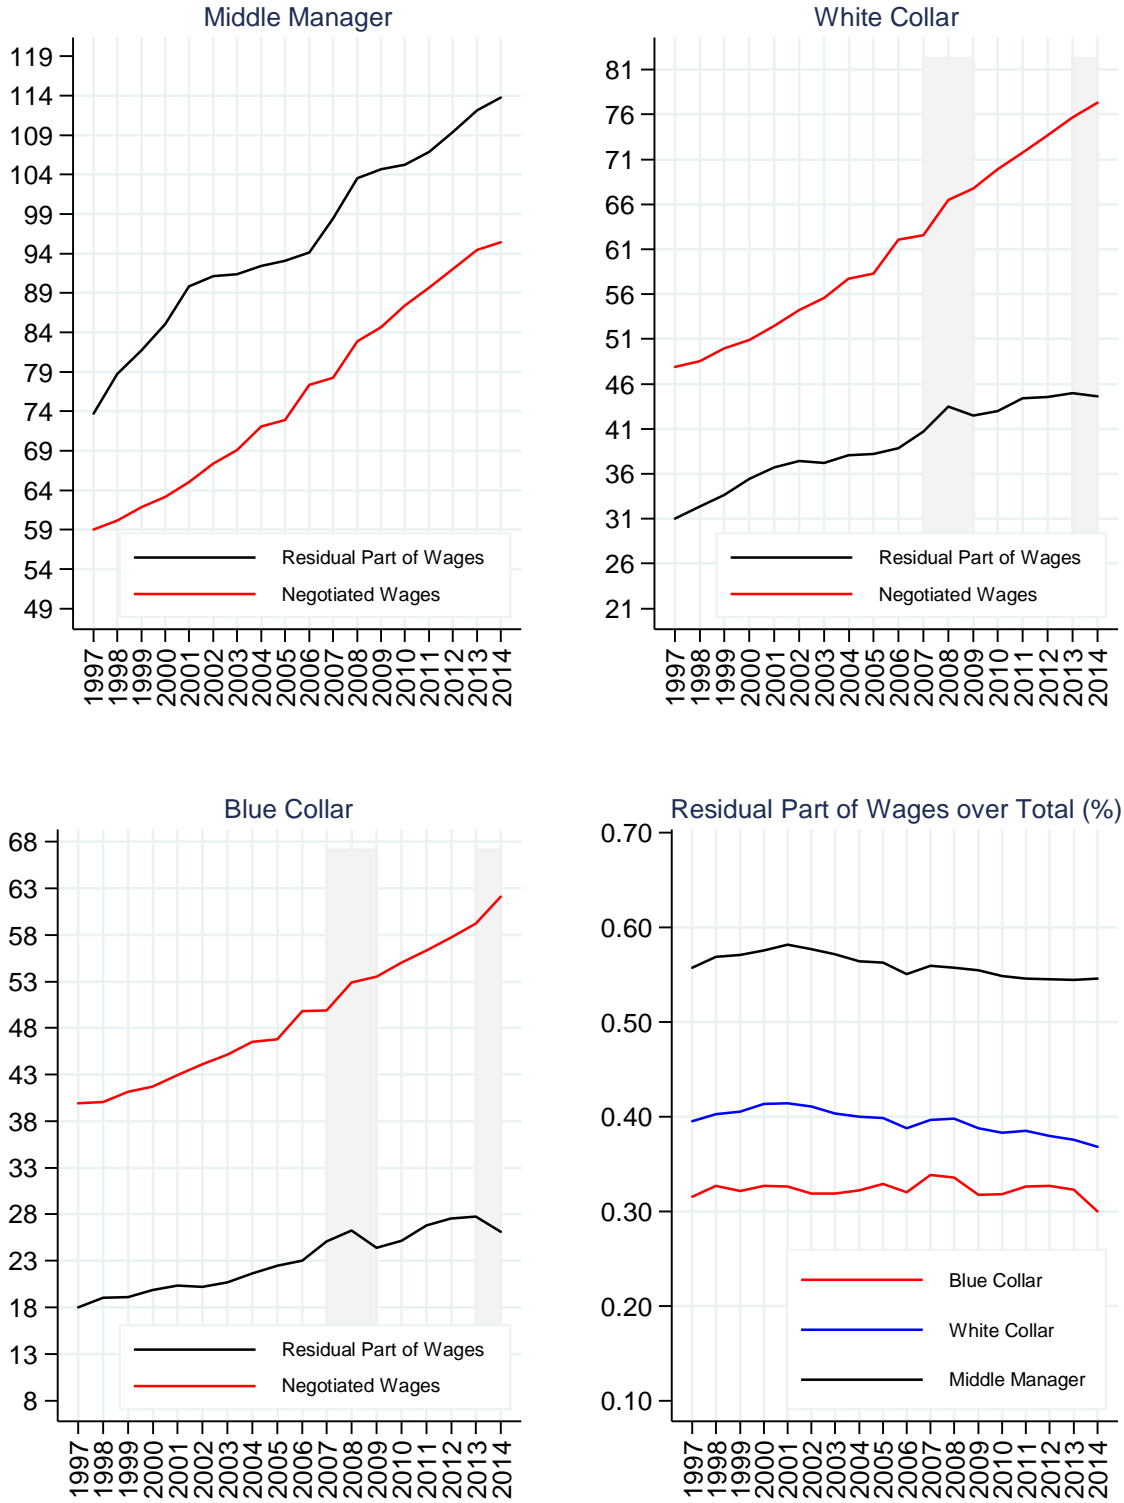 Middle Manager
119
114
109
104
99
94
89
84
79
74
69
64
59
54
49
Residual Part of Wages
Negotiated Wages
1997 1998 1999 2000 2001 2002 2003 2004 2005 2006 2007 2008 2009 2010 2011 2012 2013 2014
White Collar
81
76
71
66
61
56
51
46
41
36
31
26
21
Residual Part of Wages
Negotiated Wages
1997 1998 1999 2000 2001 2002 2003 2004 2005 2006 2007 2008 2009 2010 2011 2012 2013 2014
Blue Collar
68
63
58
53
48
43
38
33
28
23
18
13
8
Residual Part of Wages
Negotiated Wages
1997 1998 1999 2000 2001 2002 2003 2004 2005 2006 2007 2008 2009 2010 2011 2012 2013 2014
Residual Part of Wages over Total (%)
0.70
0.60
0.50
0.40
0.30
0.20
0.10
Blue Collar
White Collar
Middle Manager
1997 1998 1999 2000 2001 2002 2003 2004 2005 2006 2007 2008 2009 2010 2011 2012 2013 2014